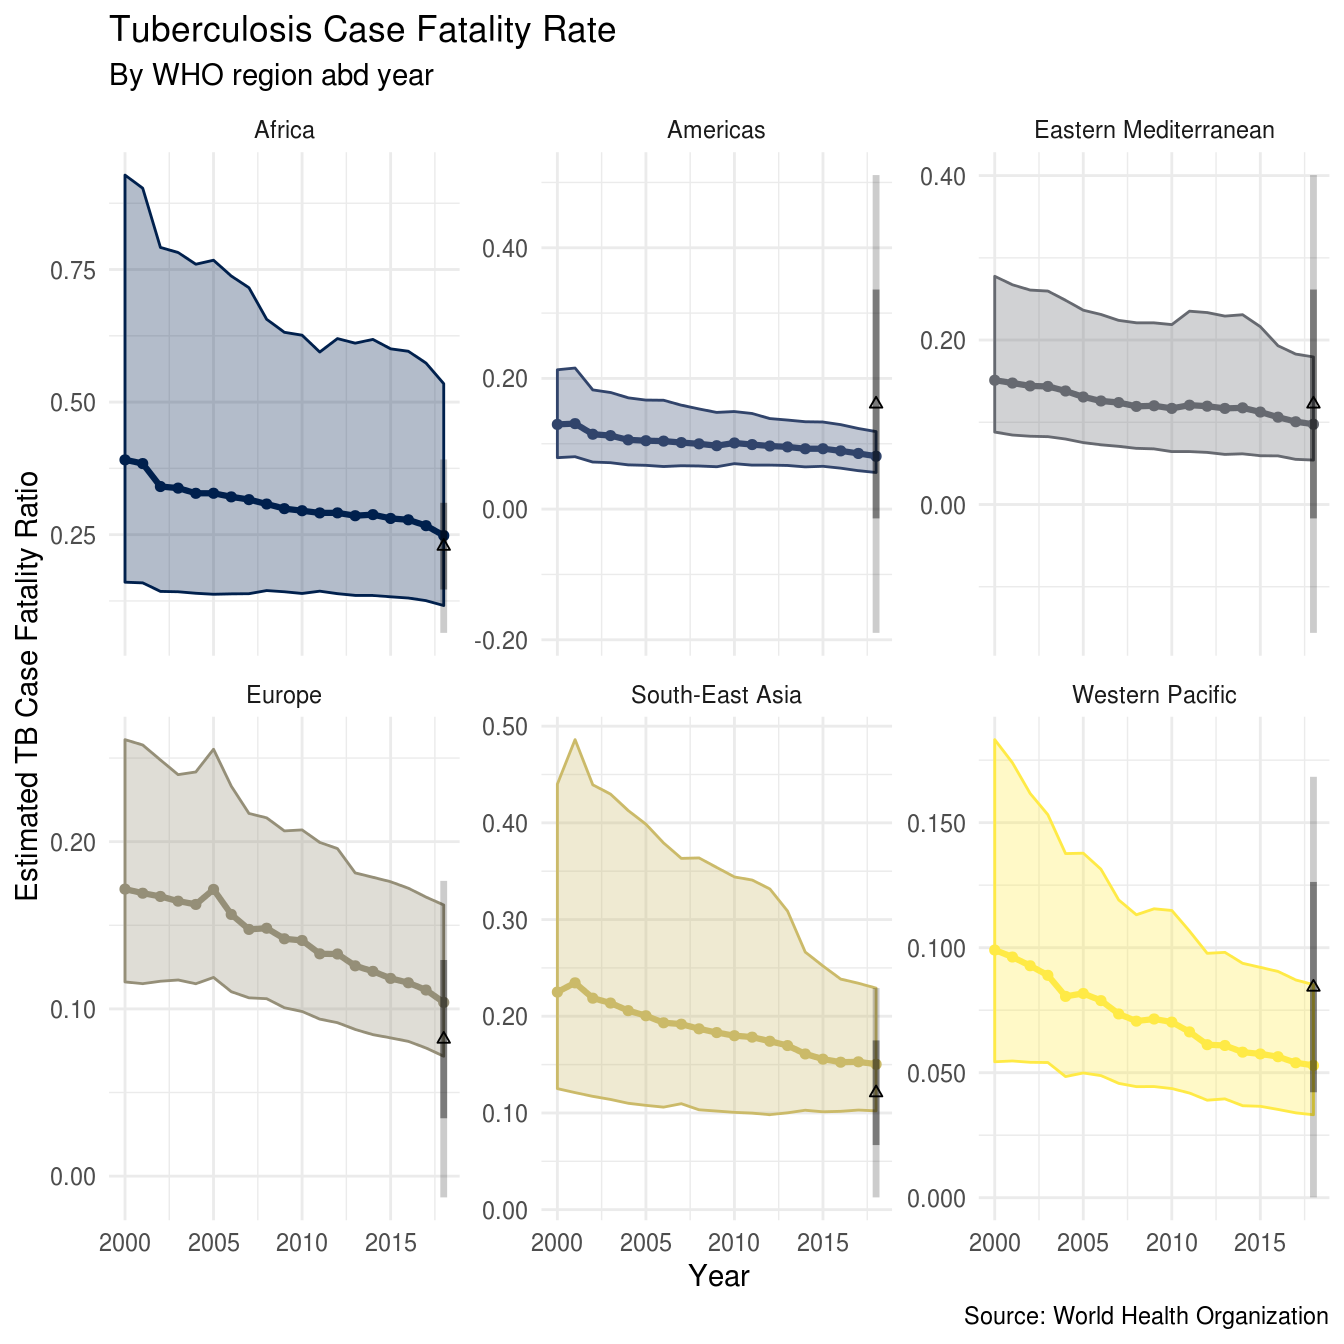 Tuberculosis Case Fatality Rate
By WHO region abd year
Africa
Americas
Eastern Mediterranean
0.75
0.50
0.25
0.40
0.20
0.00
-0.20
0.40
0.20
0.00
Estimated TB Case Fatality Ratio
Europe
South-East Asia
Western Pacific
0.20
0.10
0.00
0.50
0.40
0.30
0.20
0.10
0.00
0.150
0.100
0.050
0.000
2000 2005 2010 2015
2000 2005 2010 2015
2000 2005 2010 2015
Year
Source: World Health Organization